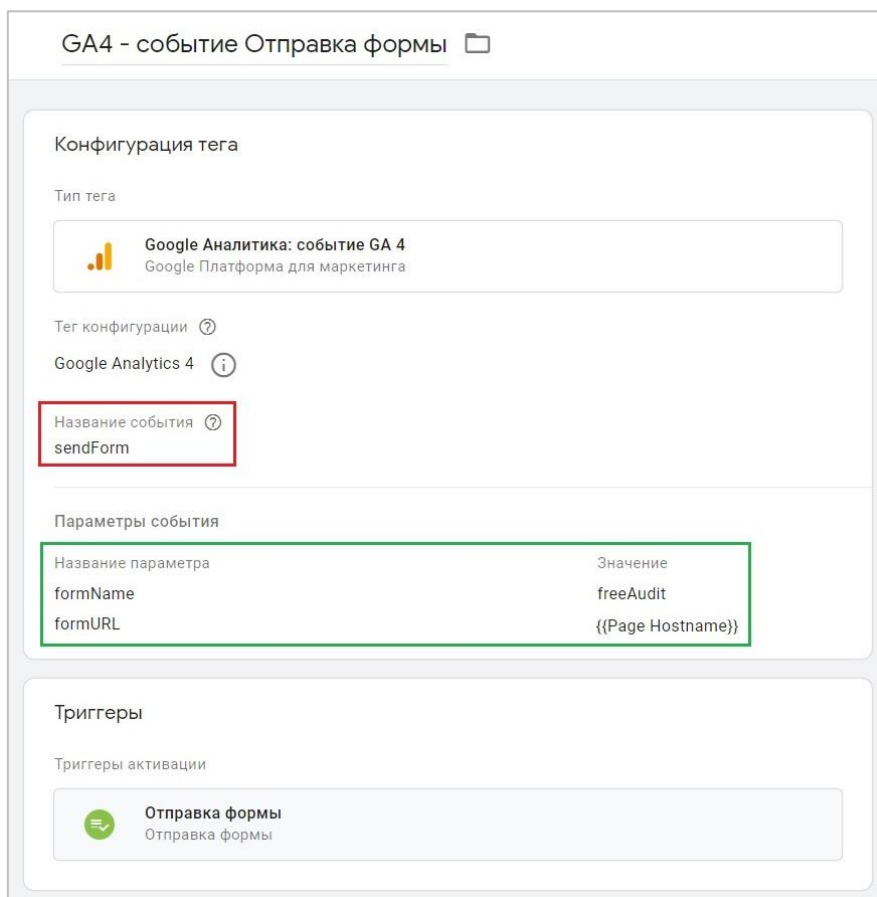 GA4 - событие Отправка формы
Конфигурация тега
Тип тега
Google Аналитика: событие GA 4
Google Платформа для маркетинга
Тег конфигурации
Google Analytics 4
Название события
sendForm
Параметры события
Название параметра Значение
formName freeAudit
formURL {{Page Hostname}}
Триггеры
Триггеры активации
Отправка формы
Отправка формы